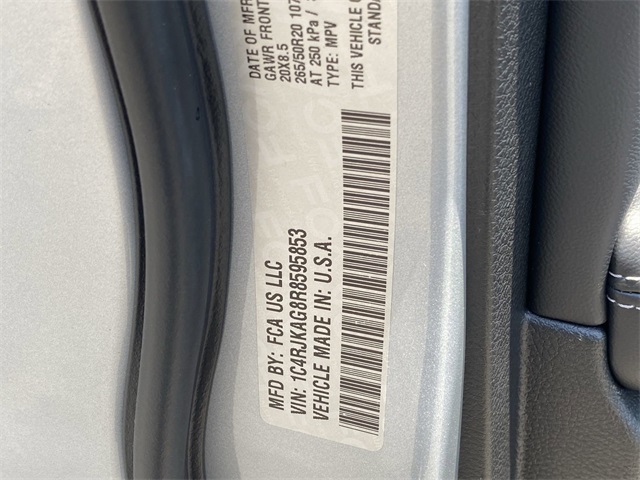 MFD BY: FCA US LLC
DATE OF MFR
GAWR FRONT
20X8.5
265/50R20 107
AT 250 kPa /
TYPE: MPV
VIN: 1C4RJKAG8R8595853
VEHICLE MADE IN: U.S.A.
THIS VEHICLE
STANDA